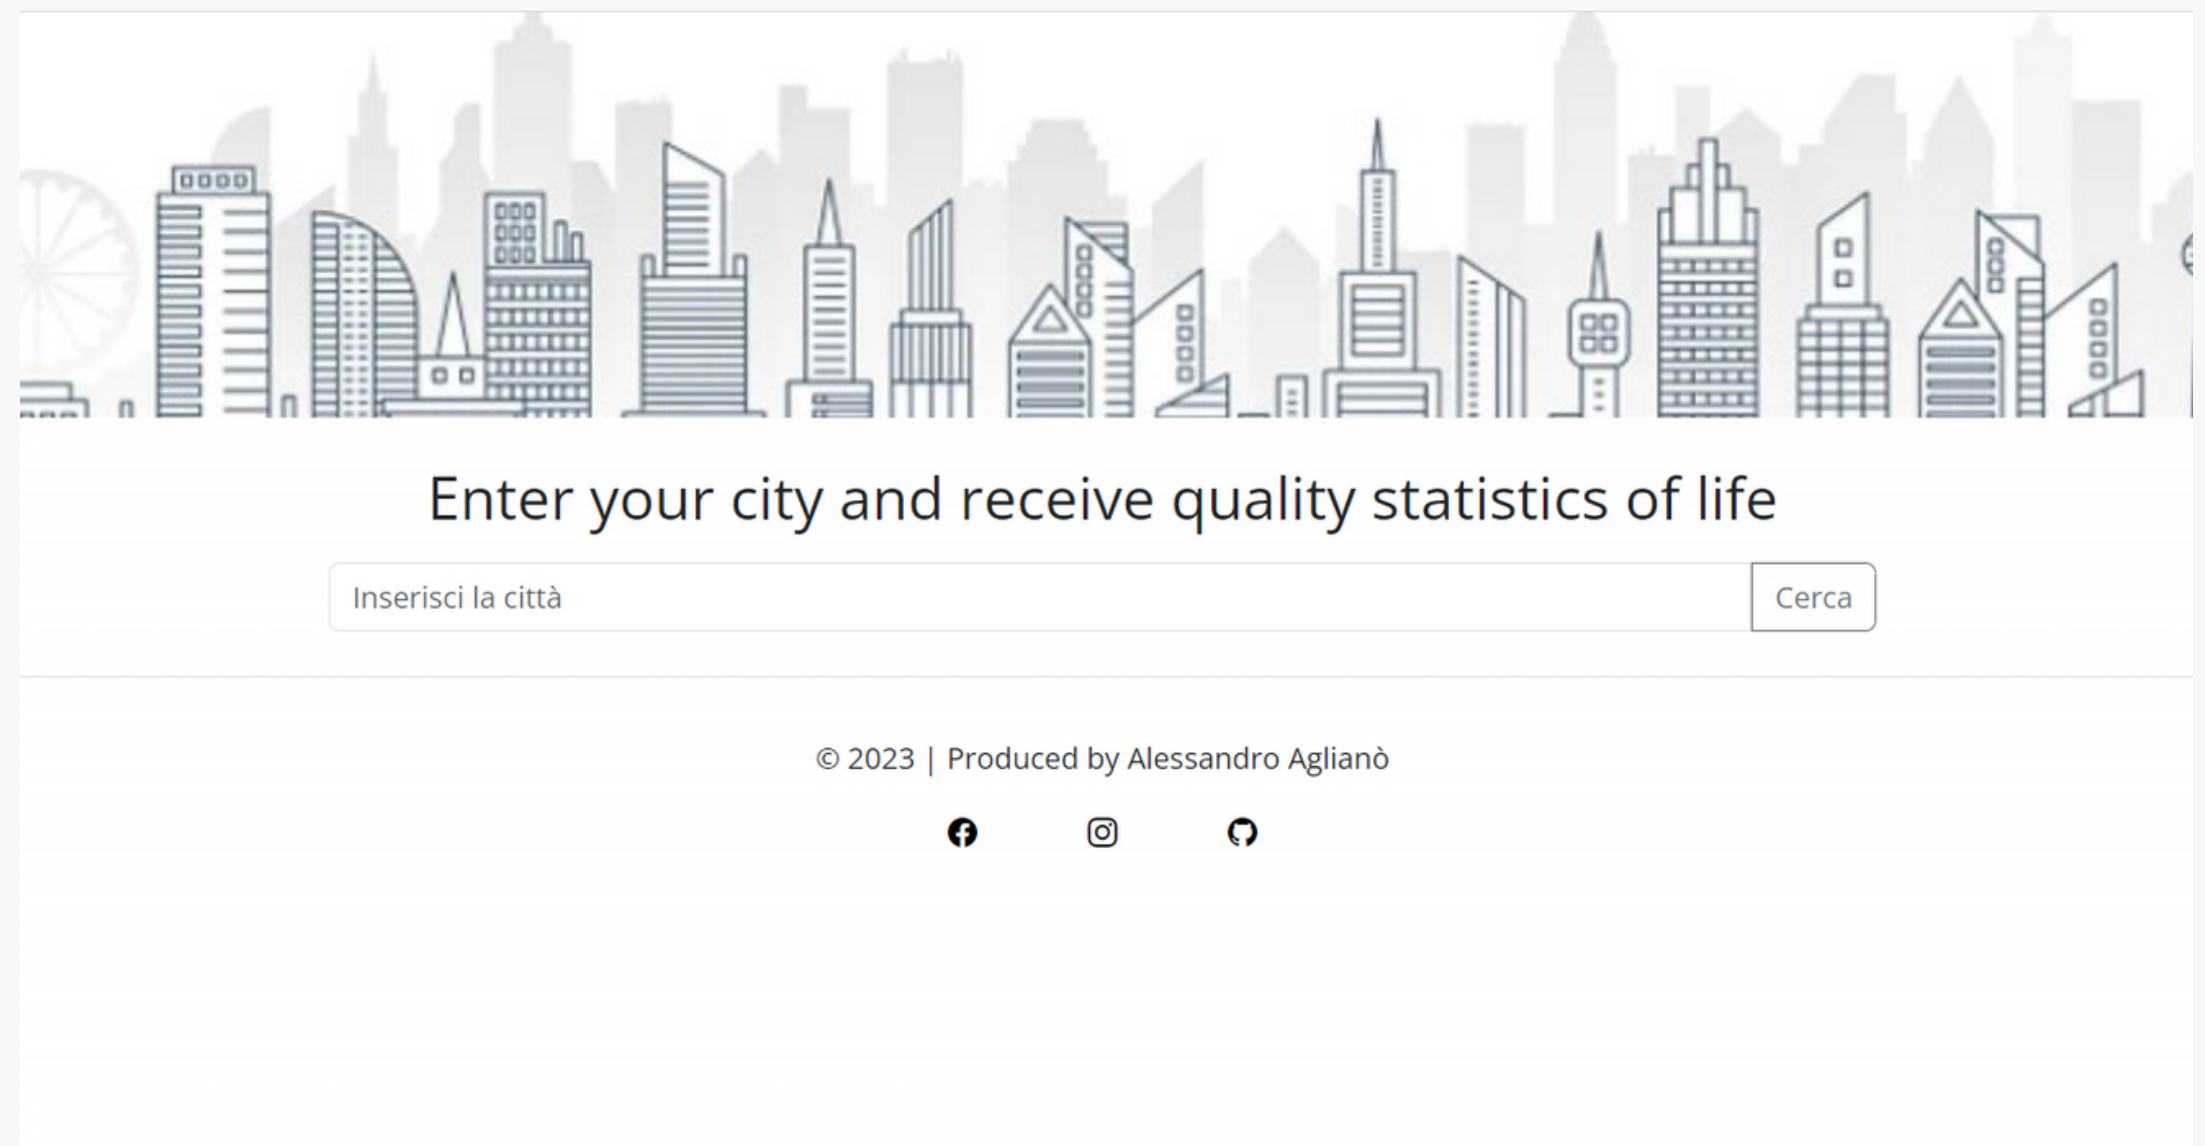 Enter your city and receive quality statistics of life
Inserisci la città
Cerca
© 2023 | Produced by Alessandro Aglianò